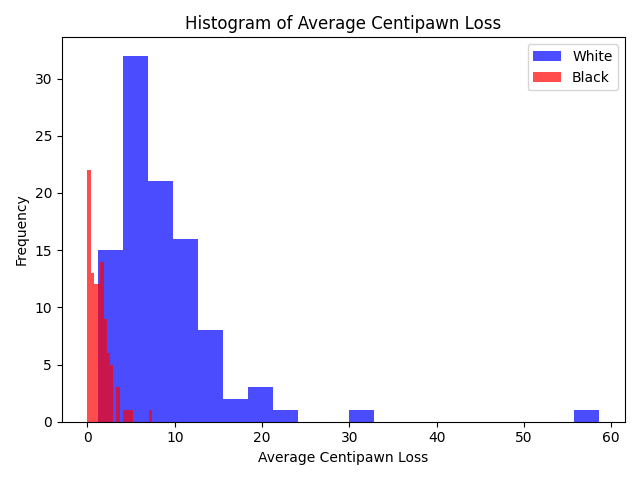 Histogram of Average Centipawn Loss
White
Black
Frequency
30
25
20
15
10
5
0
0 10 20 30 40 50 60
Average Centipawn Loss